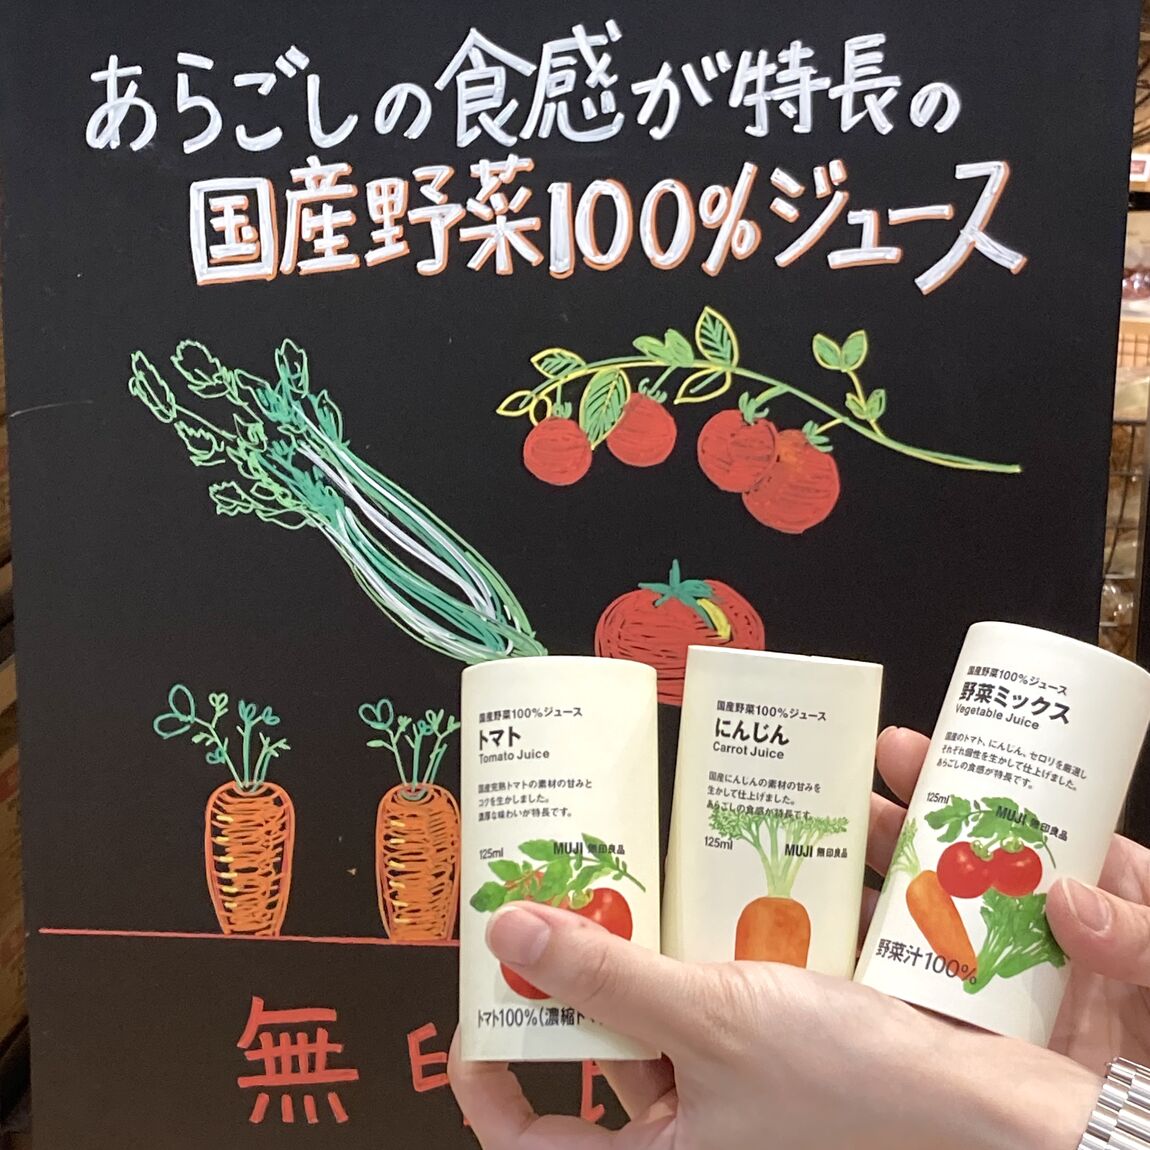 あらごしの食感が特長の
国産野菜100%ジュース
国産野菜100%ジュース
トマト
Tomato Juice
国産完熟トマトの素材の甘みと
コクを生かしました。
濃厚な味わいが特長です。
125ml
MUJI 無印良品
トマト100%(濃縮ト
国産野菜100%ジュース
にんじん
Carrot Juice
国産にんじんの素材の甘みを
生かして仕上げました。
あらごしの食感が特長です。
125ml
MUJI 無印良品
国産野菜100%ジュース
野菜ミックス
Vegetable Juice
国産のトマト、にんじん、セロリを厳選し
それぞれ個性を生かして仕上げました。
あらごしの食感が特長です。
125ml
MUJI 無印良品
野菜汁100%
無